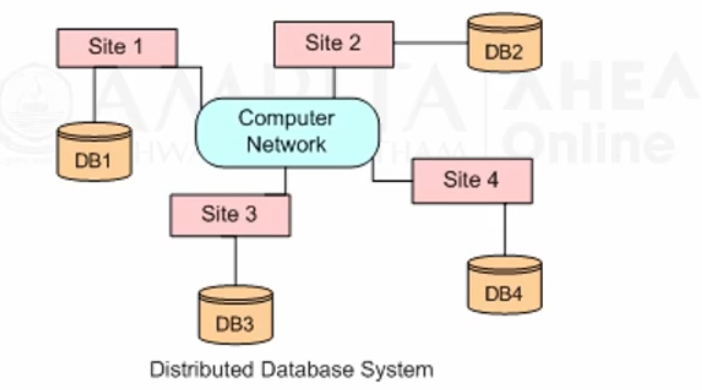 Site 1
Site 2
DB2
AMRITA
AHEA
Computer
Network
Online
DB1
Site 4
Site 3
DB4
DB3
Distributed Database System